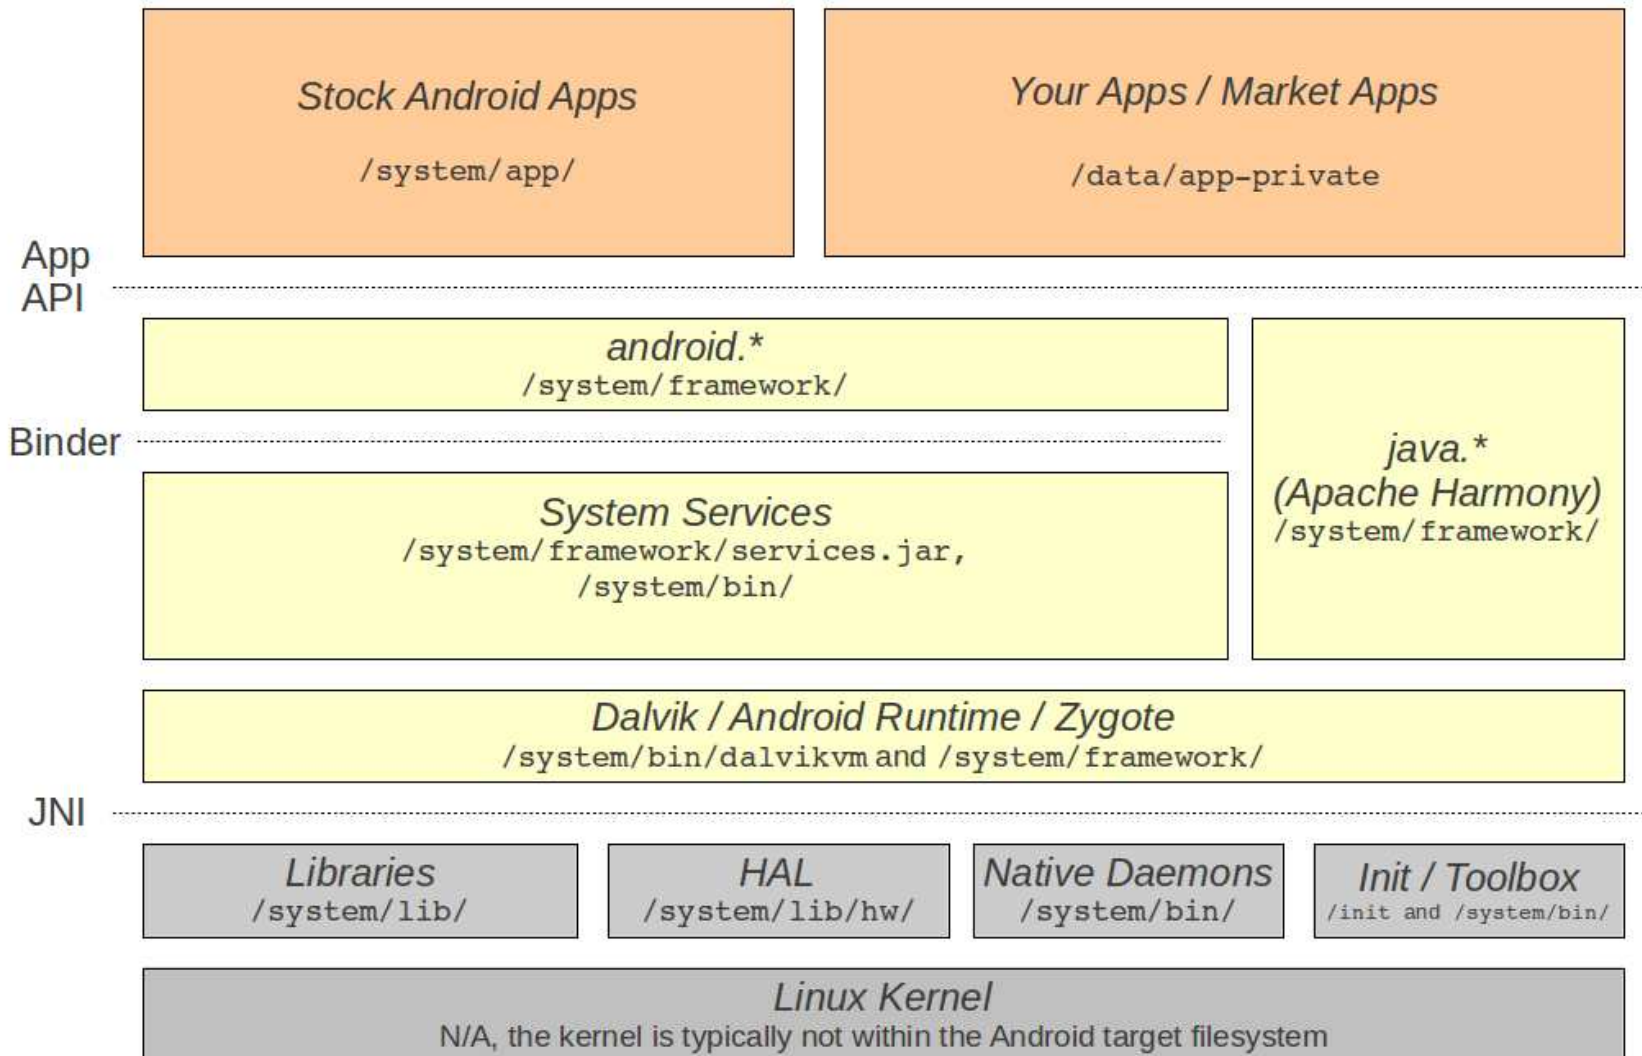 Stock Android Apps
/system/app/
Your Apps / Market Apps
/data/app-private
App
API
android.*
/system/framework/
Binder
java.*
(Apache Harmony)
/system/framework/
System Services
/system/framework/services.jar,
/system/bin/
Dalvik / Android Runtime / Zygote
/system/bin/dalvikvm and /system/framework/
JNI
Libraries
/system/lib/
HAL
/system/lib/hw/
Native Daemons
/system/bin/
Init / Toolbox
/init and /system/bin/
Linux Kernel
N/A, the kernel is typically not within the Android target filesystem